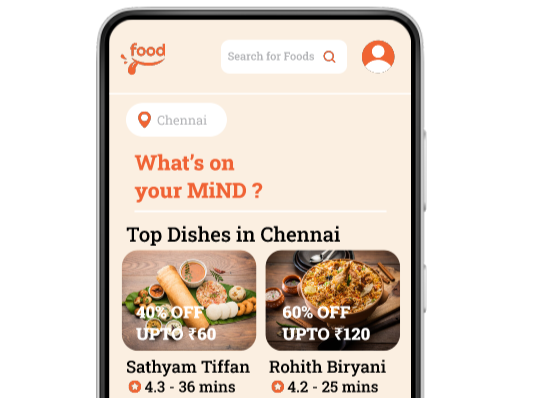 food
Search for Foods
Chennai
What's on
your MiND ?
Top Dishes in Chennai
40% OFF
UPTO ₹60
60% OFF
UPTO ₹120
Sathyam Tiffan
4.3 - 36 mins
Rohith Biryani
4.2 - 25 mins